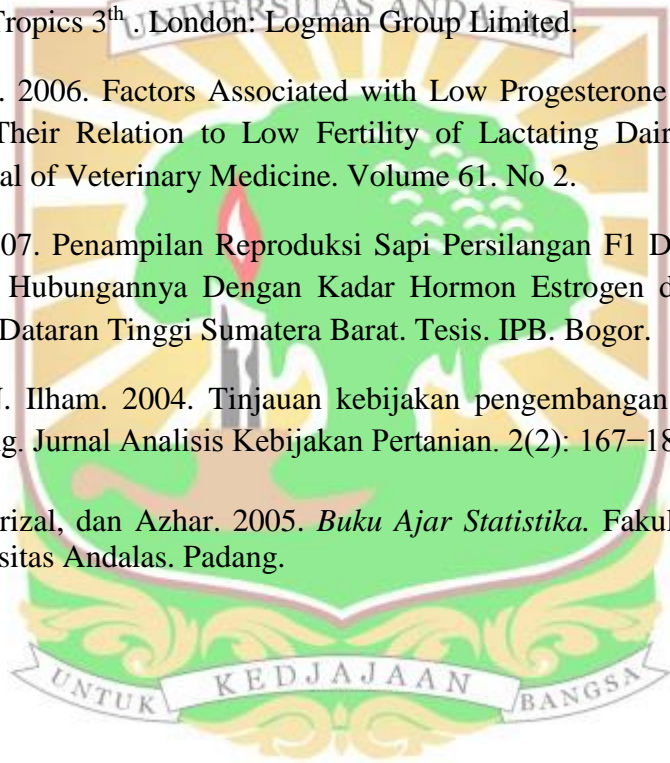 UNIVERSITAS ANDALAS
Tropics 3th . London: Logman Group Limited.
. 2006. Factors Associated with Low Progesterone
Their Relation to Low Fertility of Lactating Dair
al of Veterinary Medicine. Volume 61. No 2.
07. Penampilan Reproduksi Sapi Persilangan F1 D
Hubungannya Dengan Kadar Hormon Estrogen d
Dataran Tinggi Sumatera Barat. Tesis. IPB. Bogor.
. Ilham. 2004. Tinjauan kebijakan pengembangan
g. Jurnal Analisis Kebijakan Pertanian. 2(2): 167−18
rizal, dan Azhar. 2005. Buku Ajar Statistika. Fakul
sitas Andalas. Padang.
UNTUK KEDJAJAAN BANGSA